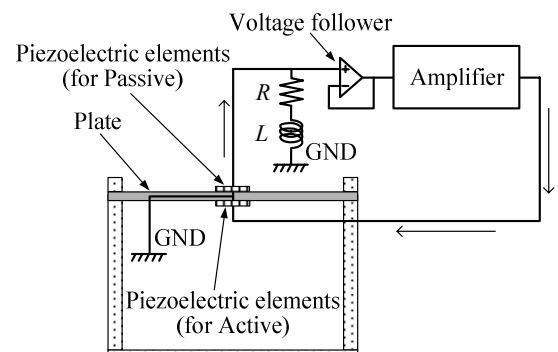 Voltage follower
Piezoelectric elements
(for Passive)
Amplifier
R
Plate
L
GND
GND
Piezoelectric elements
(for Active)